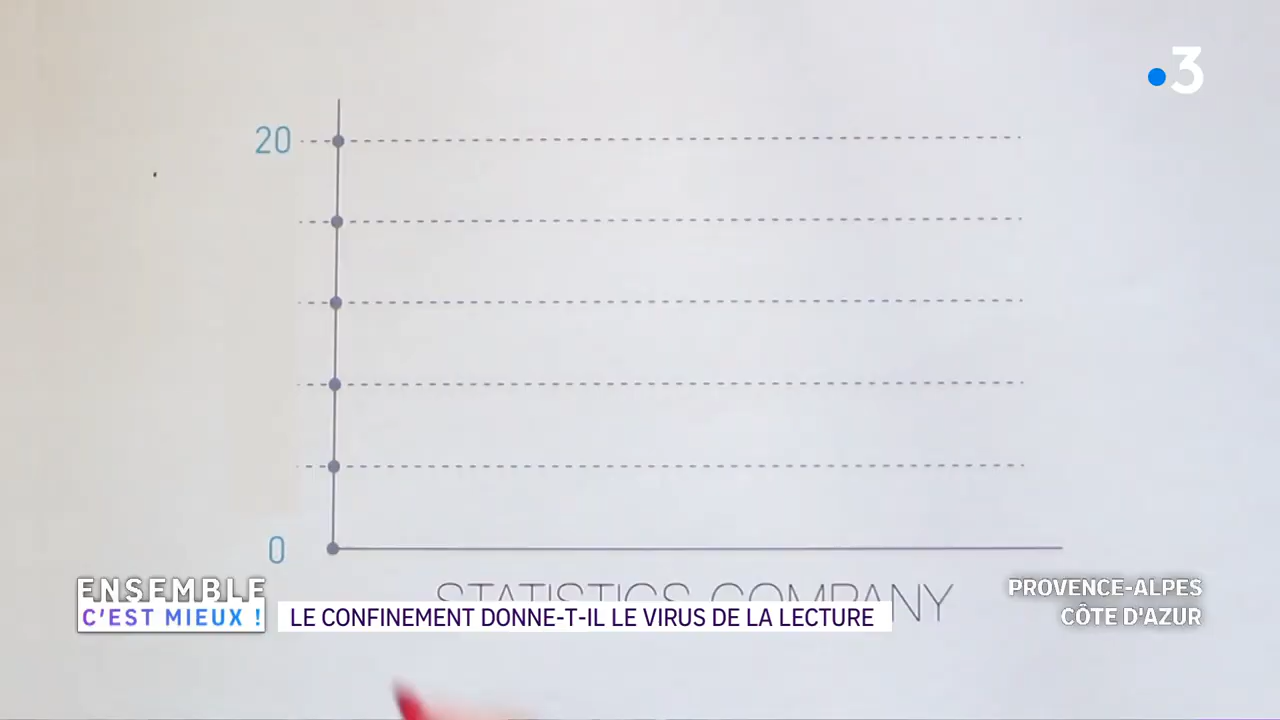 3
20
0
STATISTICS COMPANY
ENSEMBLE
C'EST MIEUX !
LE CONFINEMENT DONNE-T-IL LE VIRUS DE LA LECTURE
PROVENCE-ALPES
CÔTE D'AZUR